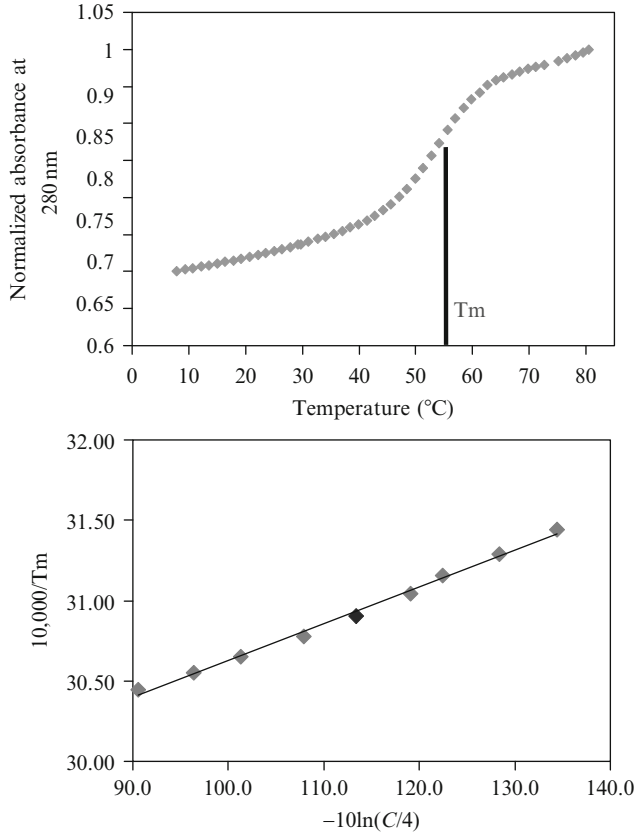 Normalized absorbance at
280 nm
1.05
1
0.9
0.85
0.8
0.75
0.7
0.65
0.6
Tm
0 10 20 30 40 50 60 70 80
Temperature (°C)
10,000/Tm
32.00
31.50
31.00
30.50
30.00
90.0 100.0 110.0 120.0 130.0 140.0
–10ln(C/4)